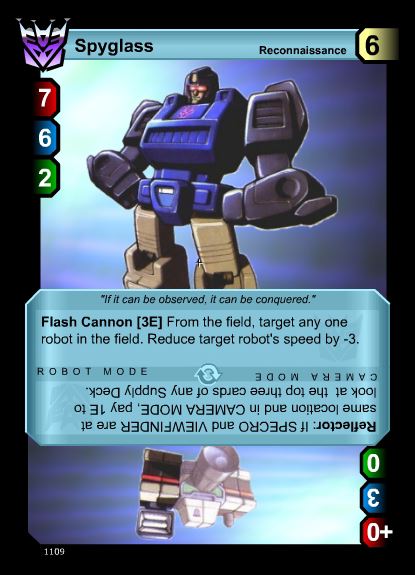 Spyglass
Reconnaissance
6
7
6
2
"If it can be observed, it can be conquered."
Flash Cannon [3E] From the field, target any one
robot in the field. Reduce target robot's speed by -3.
ROBOT MODE
CAMERA MODE
Reflector: If SPECRO and VIEWFINDER are at
same location and in CAMERA MODE, pay 1E to
look at the top three cards of any Supply Deck.
0+
3
0
1109